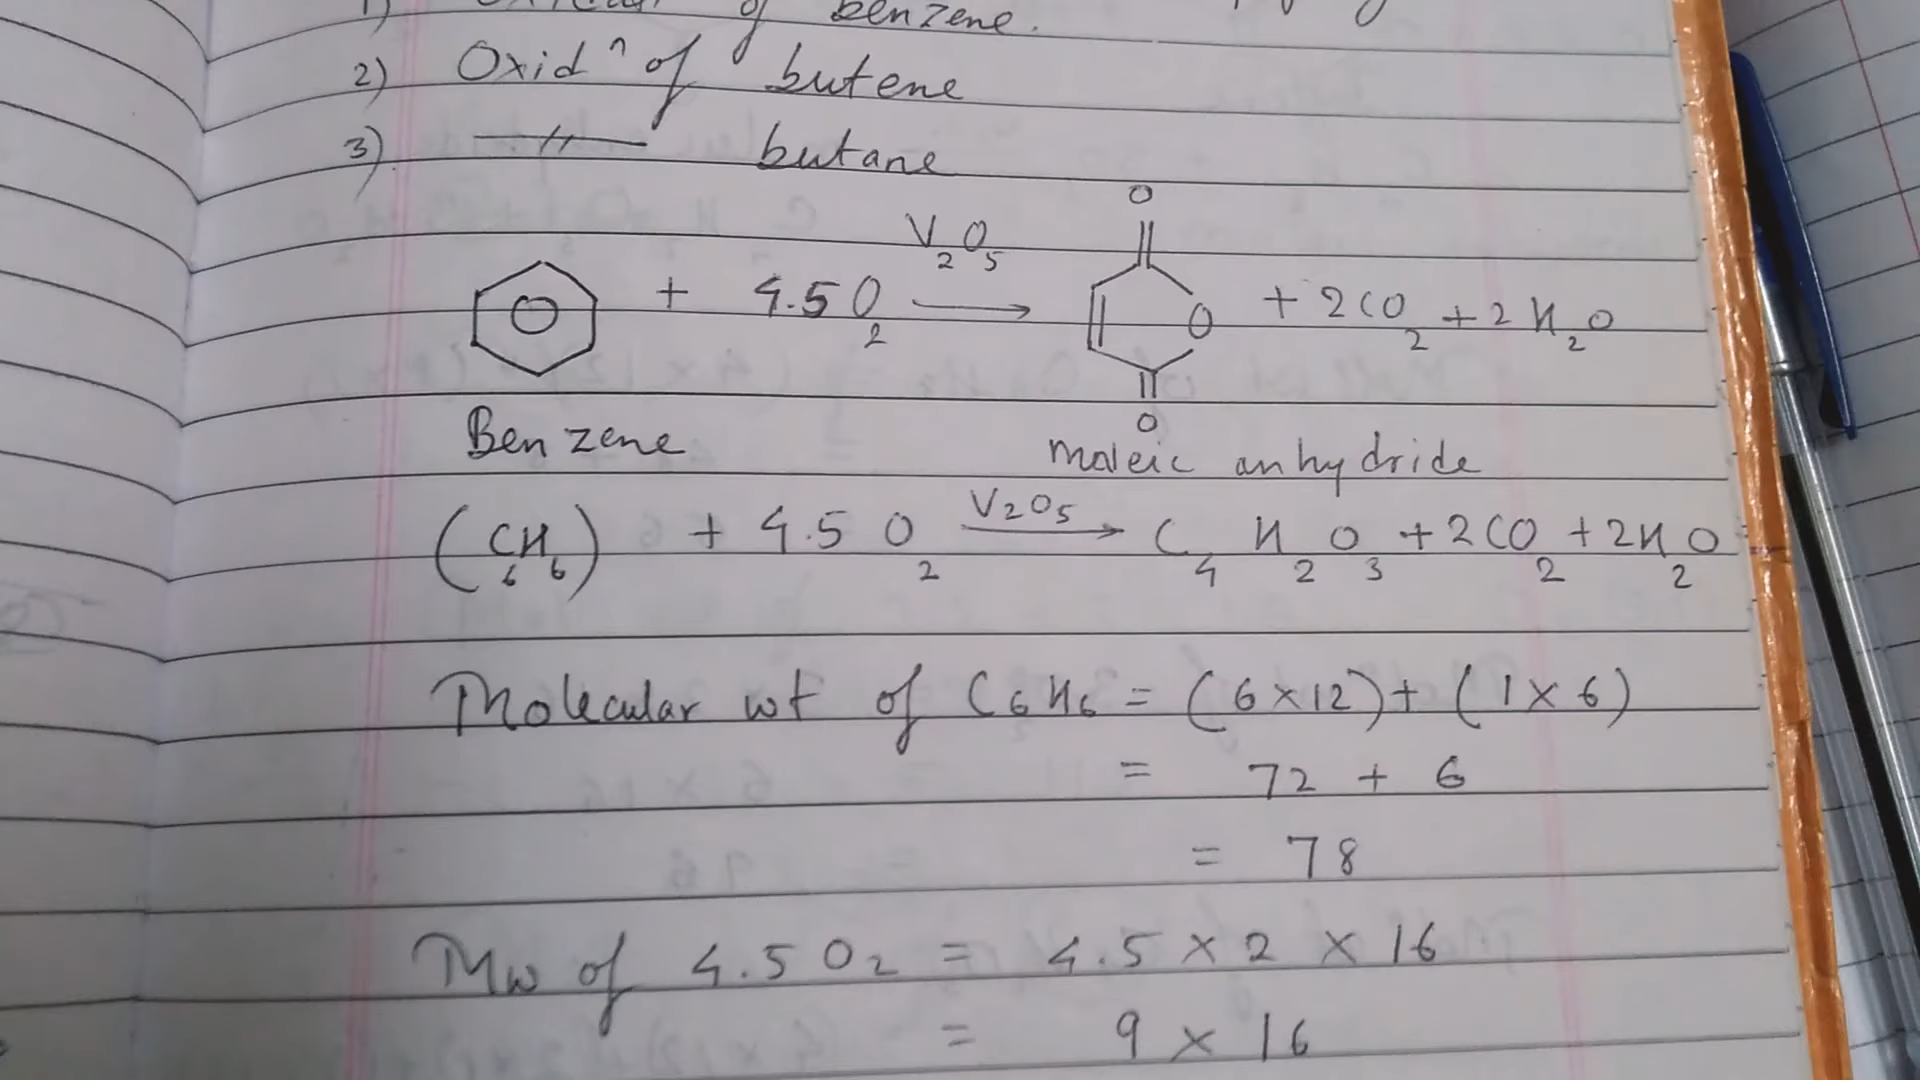 1) of benzene.
2) Oxidⁿ of butene
3) —〃— butane
O
V₂O₅
+ 4.5 O₂ ⟶ O + 2CO₂ + 2H₂O
O
Benzene maleic anhydride
(C₆H₆) + 4.5 O₂ —V₂O₅→ C₄H₂O₃ + 2CO₂ + 2H₂O
Molecular wt of C₆H₆ = (6×12) + (1×6)
= 72 + 6
= 78
Mw of 4.5 O₂ = 4.5 × 2 × 16
= 9 × 16